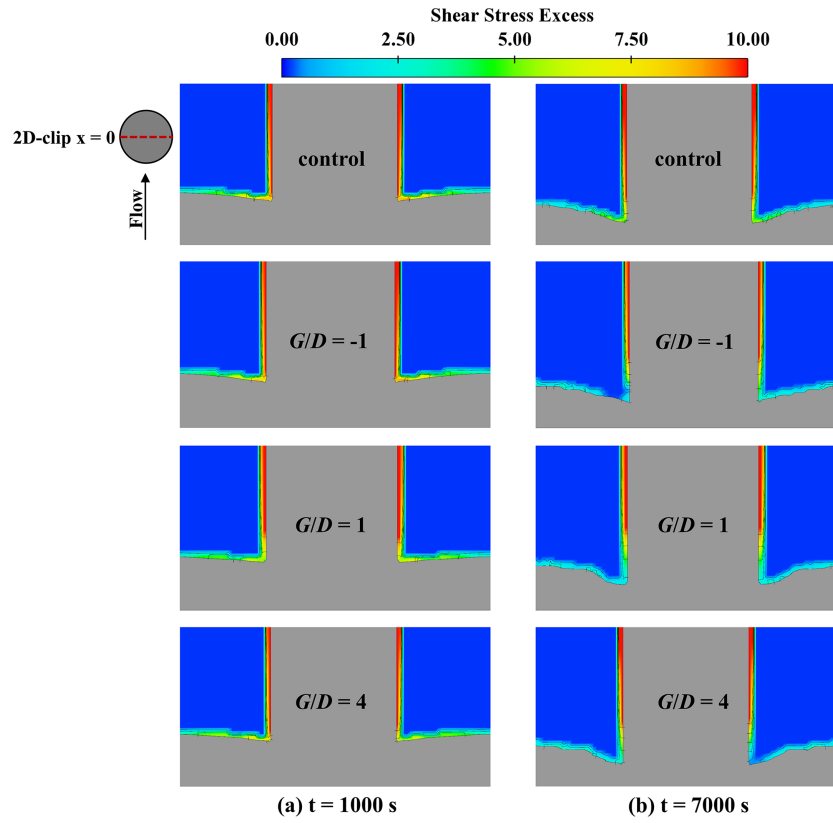 Shear Stress Excess
0.00 2.50 5.00 7.50 10.00
2D-clip x = 0
Flow
control control
G/D = -1 G/D = -1
G/D = 1 G/D = 1
G/D = 4 G/D = 4
(a) t = 1000 s (b) t = 7000 s